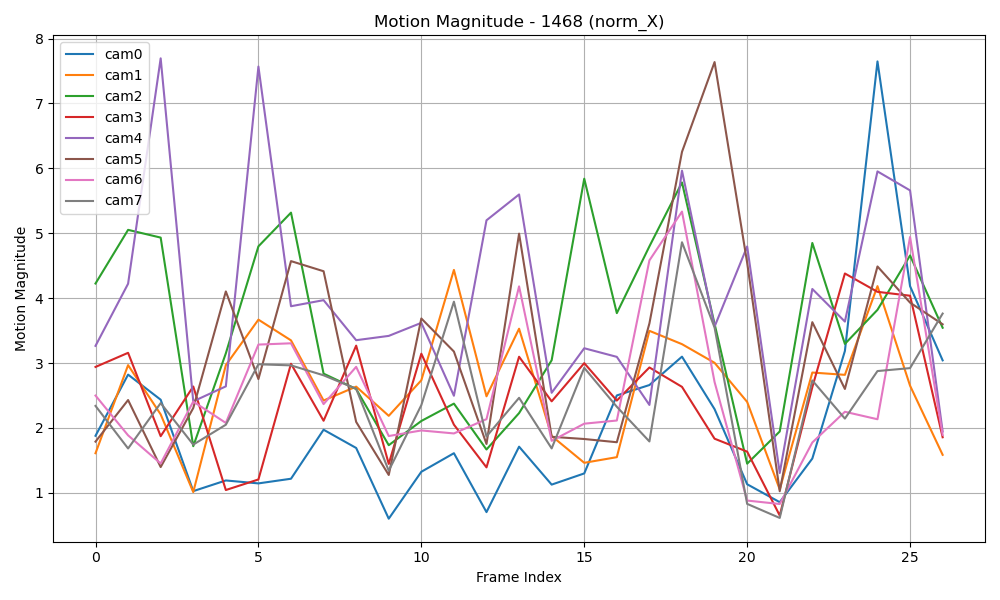 Motion Magnitude - 1468 (norm_X)
8
7
6
5
4
3
2
1
Motion Magnitude
cam0
cam1
cam2
cam3
cam4
cam5
cam6
cam7
0 5 10 15 20 25
Frame Index